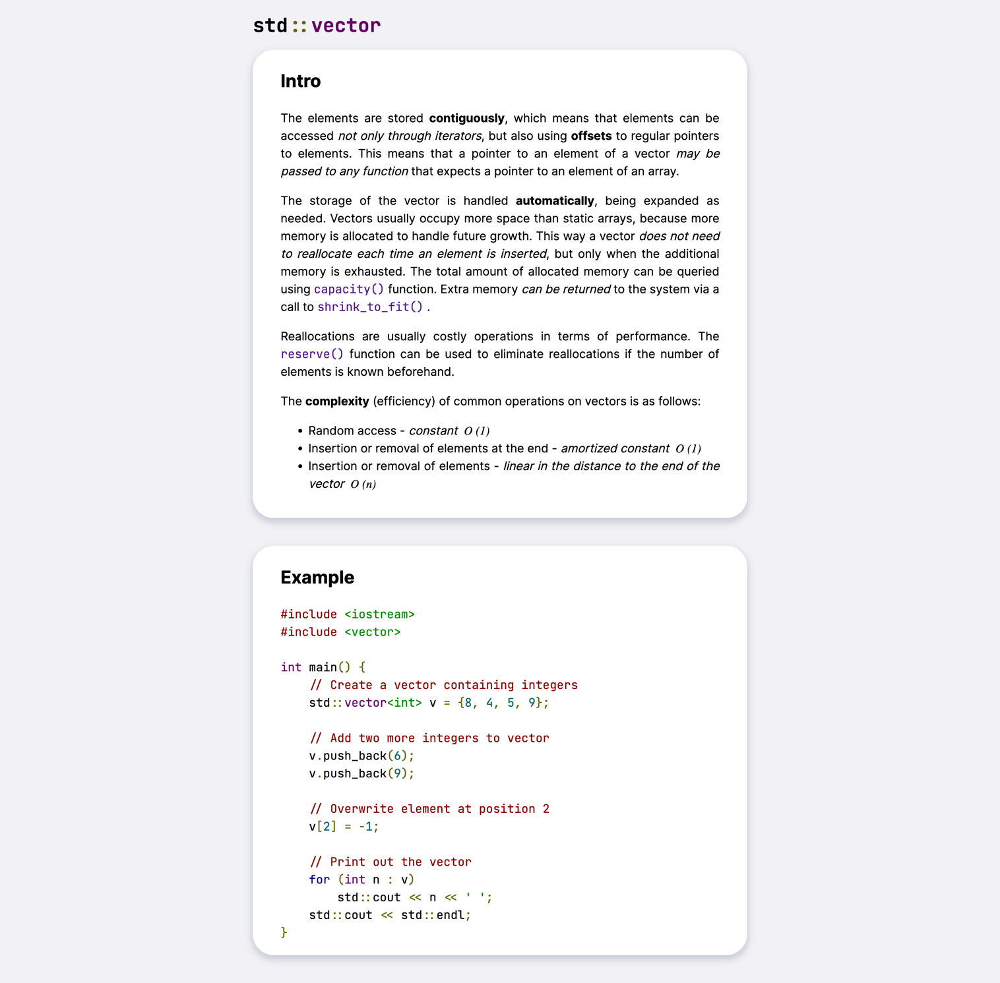 std::vector
Intro
The elements are stored contiguously, which means that elements can be
accessed not only through iterators, but also using offsets to regular pointers
to elements. This means that a pointer to an element of a vector may be
passed to any function that expects a pointer to an element of an array.
The storage of the vector is handled automatically, being expanded as
needed. Vectors usually occupy more space than static arrays, because more
memory is allocated to handle future growth. This way a vector does not need
to reallocate each time an element is inserted, but only when the additional
memory is exhausted. The total amount of allocated memory can be queried
using capacity() function. Extra memory can be returned to the system via a
call to shrink_to_fit() .
Reallocations are usually costly operations in terms of performance. The
reserve() function can be used to eliminate reallocations if the number of
elements is known beforehand.
The complexity (efficiency) of common operations on vectors is as follows:
• Random access - constant O (1)
• Insertion or removal of elements at the end - amortized constant O (1)
• Insertion or removal of elements - linear in the distance to the end of the
vector O (n)
Example
#include <iostream>
#include <vector>
int main() {
    // Create a vector containing integers
    std::vector<int> v = {8, 4, 5, 9};
    // Add two more integers to vector
    v.push_back(6);
    v.push_back(9);
    // Overwrite element at position 2
    v[2] = -1;
    // Print out the vector
    for (int n : v)
        std::cout << n << ' ';
    std::cout << std::endl;
}